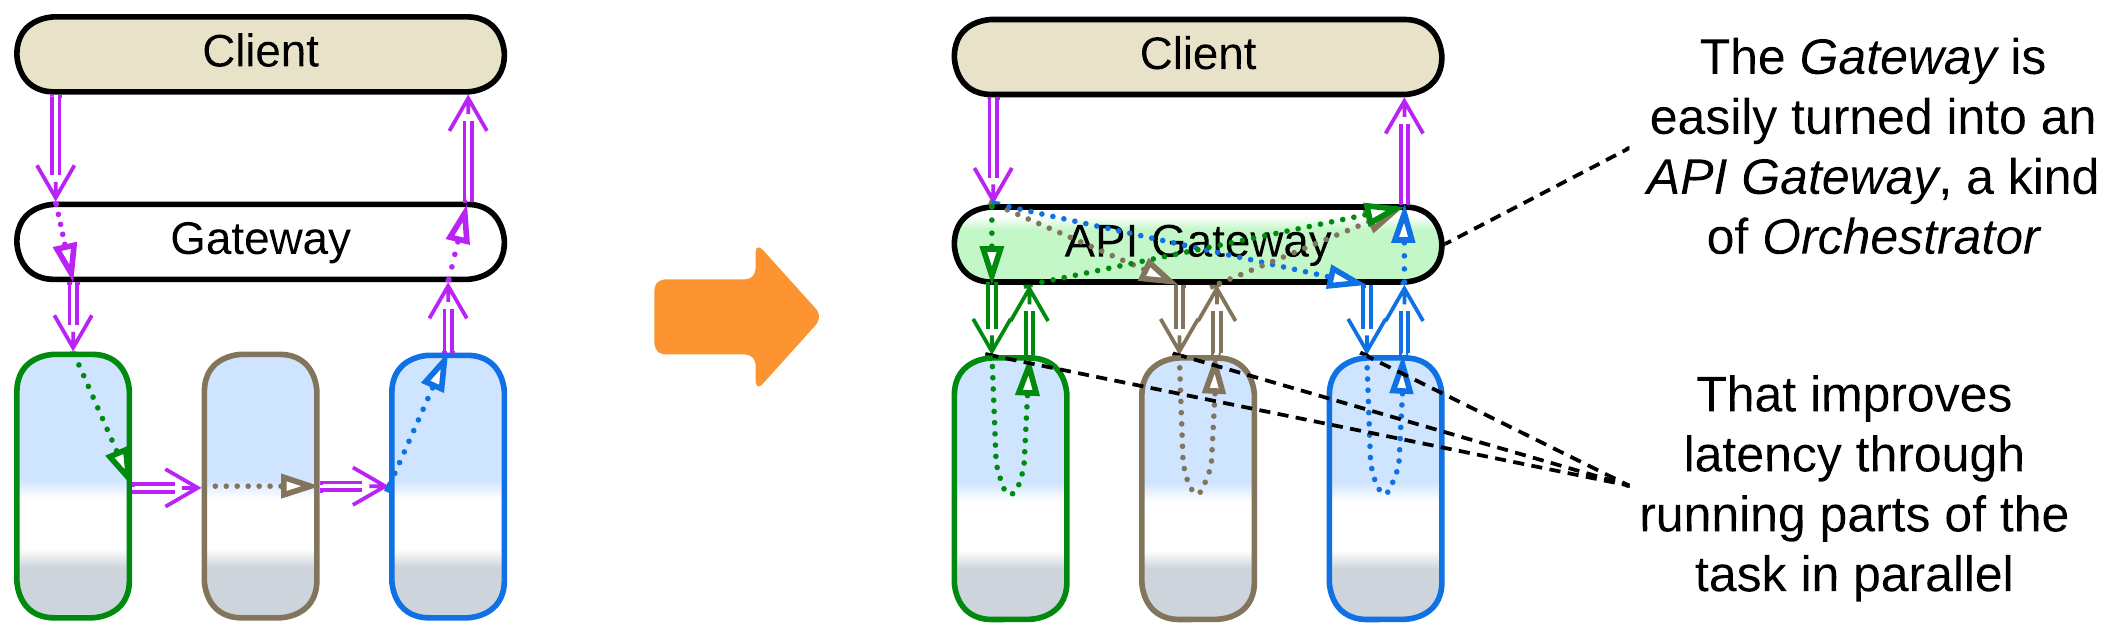 Client
Gateway
Client
API Gateway
The Gateway is
easily turned into an
API Gateway, a kind
of Orchestrator
That improves
latency through
running parts of the
task in parallel